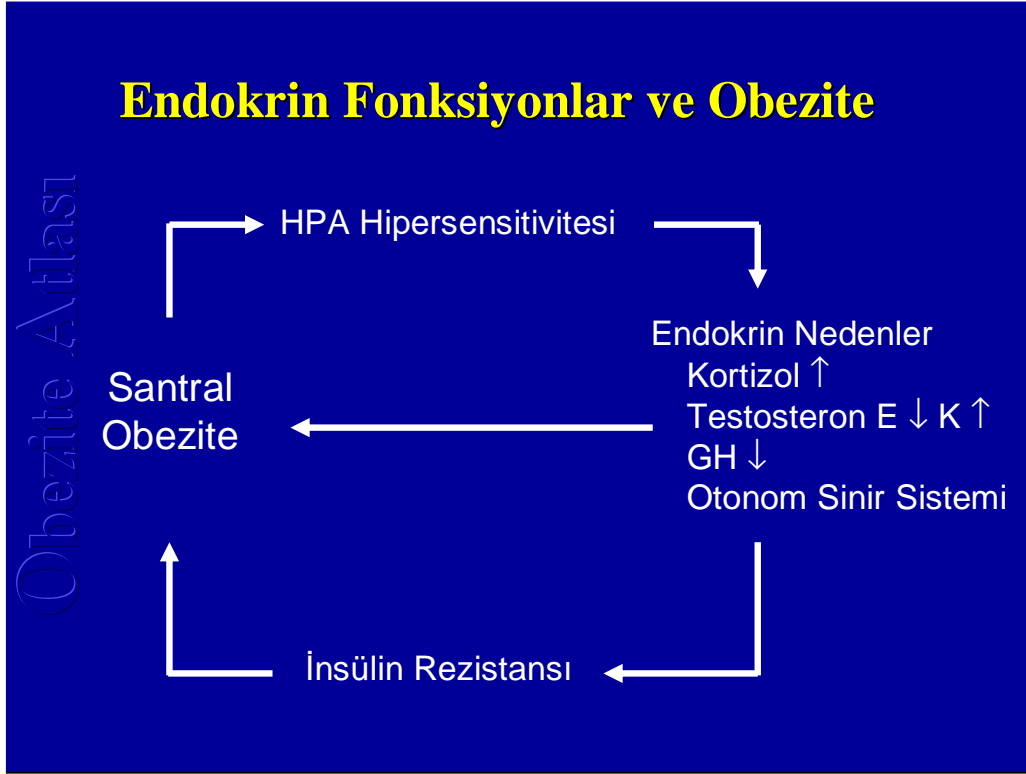 Endokrin Fonksiyonlar ve Obezite
Obezite Atlası
HPA Hipersensitivitesi
Endokrin Nedenler
Kortizol ↑
Testosteron E ↓ K ↑
GH ↓
Otonom Sinir Sistemi
Santral
Obezite
İnsülin Rezistansı